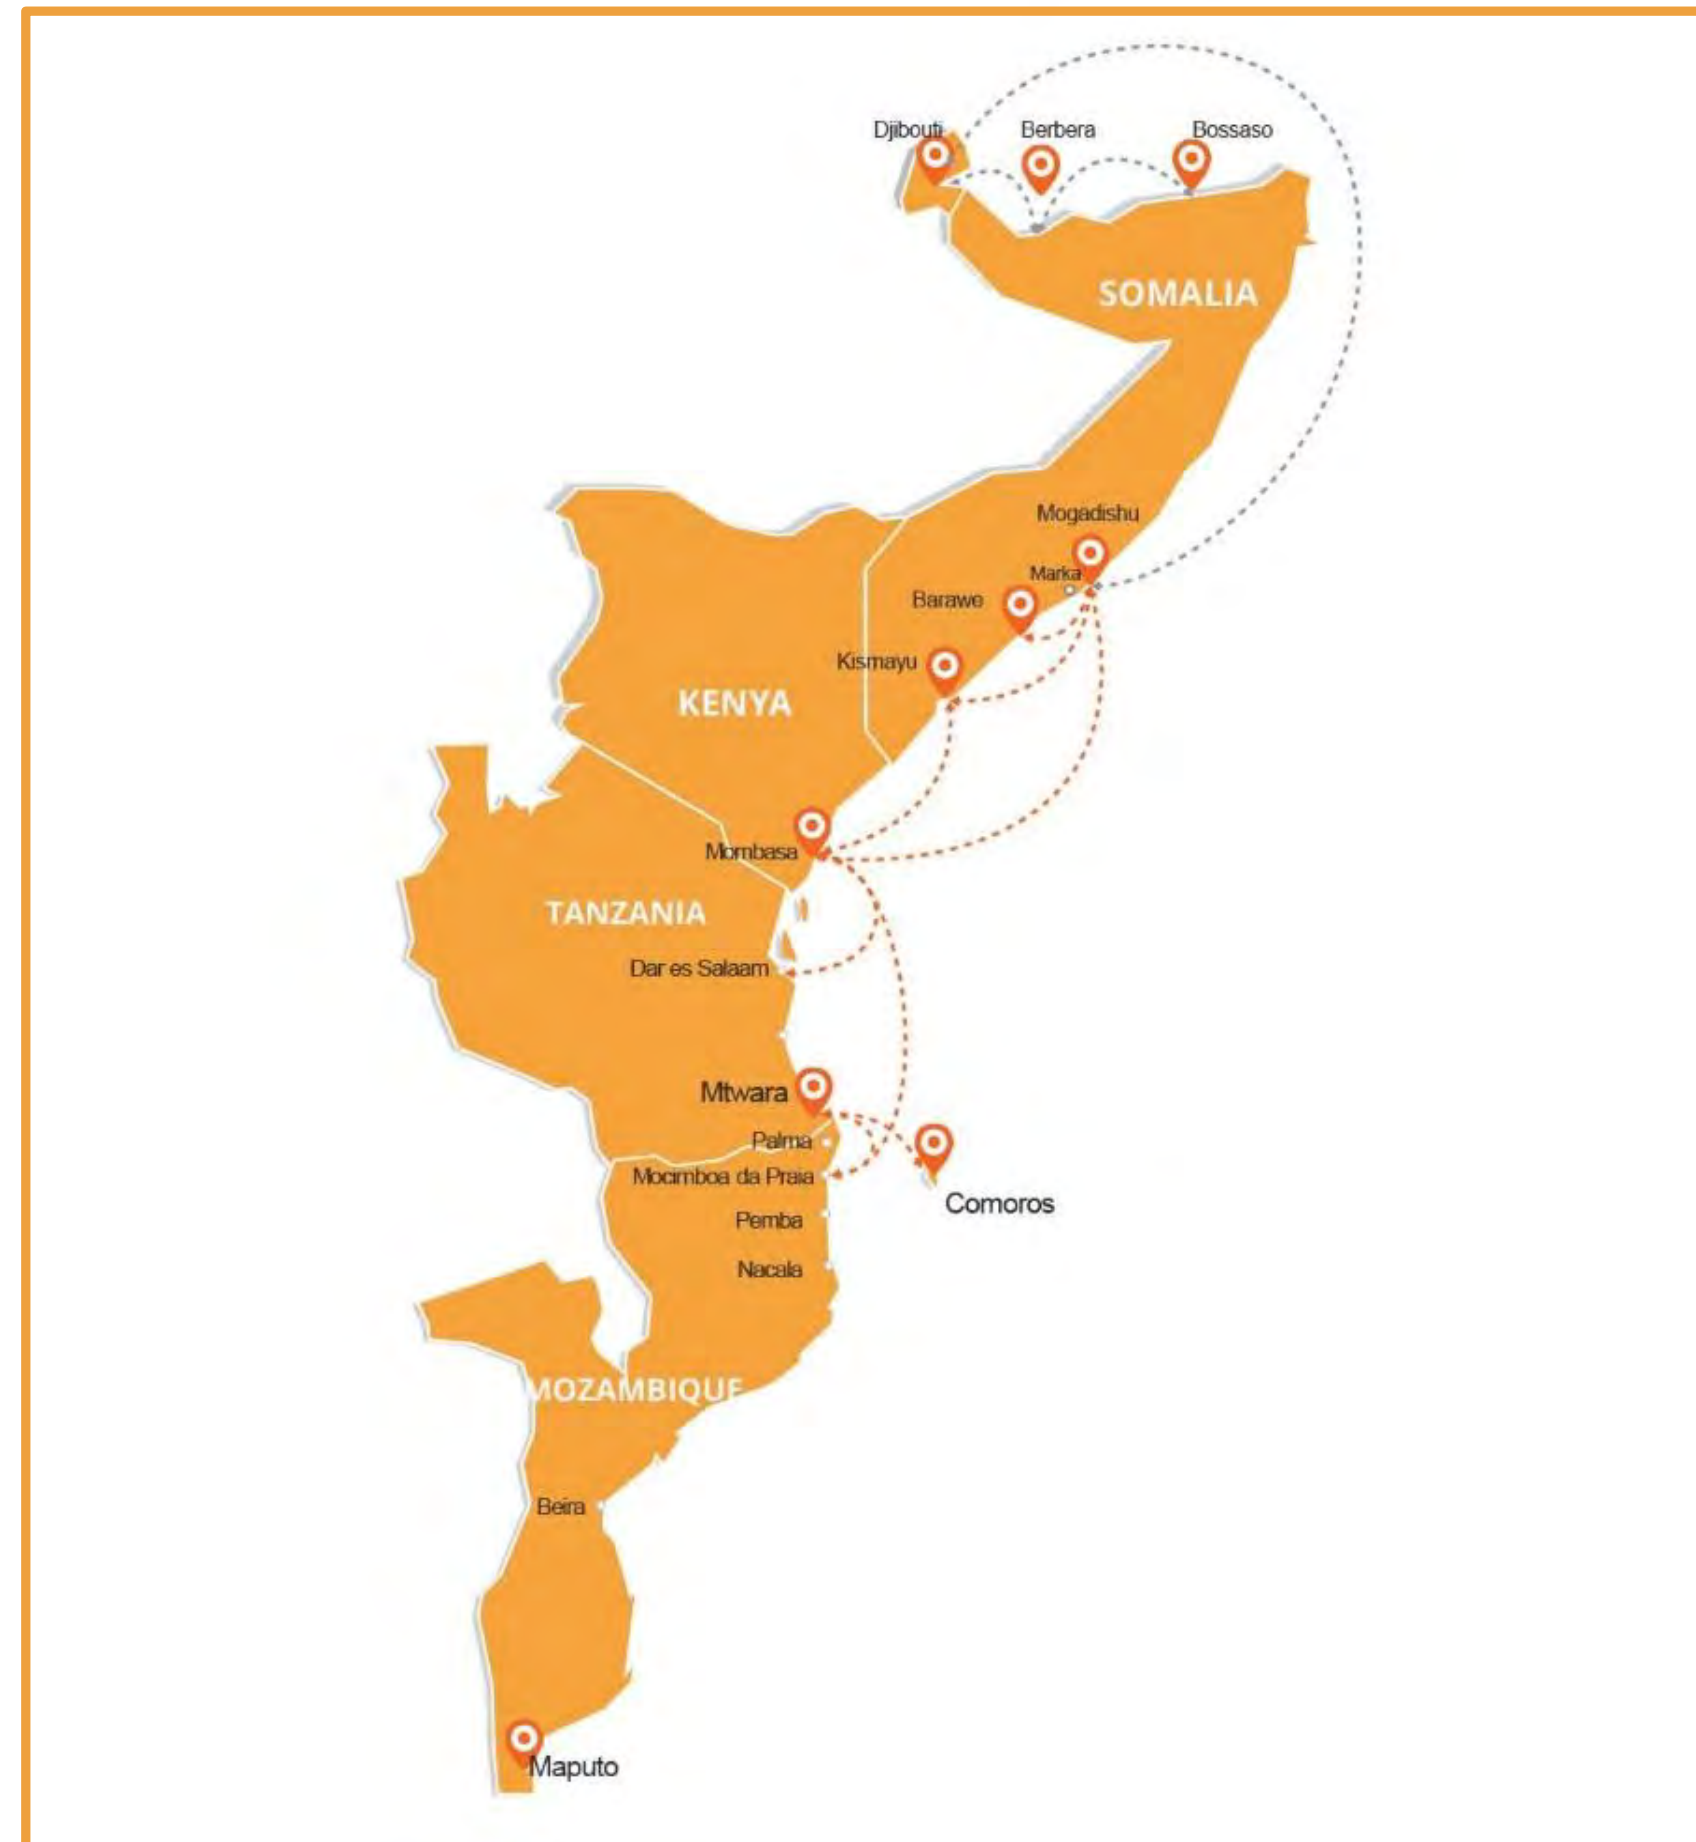 Djibouti
Berbera
Bossaso
SOMALIA
Mogadishu
Marka
Barawe
Kismayu
KENYA
Mombasa
TANZANIA
Dar es Salaam
Mtwara
Palma
Mocimboa da Praia
Comoros
Pemba
Nacala
MOZAMBIQUE
Beira
Maputo